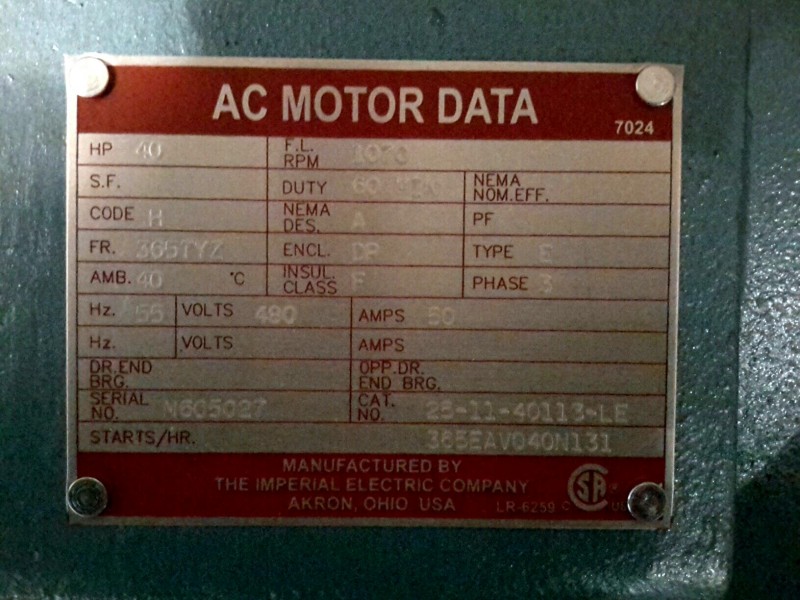 AC MOTOR DATA
7024
HP 40 F.L. RPM 1070
S.F. DUTY 60 NEMA NOM.EFF.
CODE H NEMA DES. A PF
FR. 365TYZ ENCL. DP TYPE E
AMB. 40 °C INSUL. CLASS F PHASE 3
Hz. 55 VOLTS 480 AMPS 50
Hz. VOLTS AMPS
DR.END BRG. OPP.DR. END BRG.
SERIAL NO. M665027 CAT. NO. 25-11-40113-LE
STARTS/HR. 365EAV040N131
MANUFACTURED BY
THE IMPERIAL ELECTRIC COMPANY
AKRON, OHIO USA
LR-6259 C